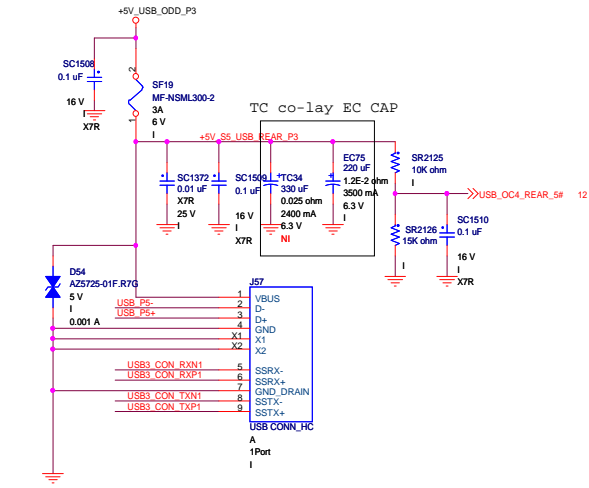 +5V_USB_ODD_P3
SC1508
0.1 uF
16 V
I
X7R
2
1
SF19
MF-NSML300-2
3A
6 V
I
TC co-lay EC CAP
+5V_S5_USB_REAR_P3
SC1372
0.01 uF
X7R
25 V
I
SC1509
0.1 uF
16 V
I
X7R
TC34
330 uF
0.025 ohm
2400 mA
6.3 V
NI
EC75
220 uF
1.2E-2 ohm
3500 mA
6.3 V
I
SR2125
10K ohm
I
USB_OC4_REAR_5# 12
SR2126
15K ohm
I
SC1510
0.1 uF
16 V
I
X7R
D54
AZ5725-01F.R7G
5 V
I
0.001 A
J57
1 VBUS
USB_P5- 2 D-
USB_P5+ 3 D+
4 GND
X1 X1
X2 X2
USB3_CON_RXN1 5 SSRX-
USB3_CON_RXP1 6 SSRX+
7 GND_DRAIN
USB3_CON_TXN1 8 SSTX-
USB3_CON_TXP1 9 SSTX+
USB CONN_HC
A
1Port
I